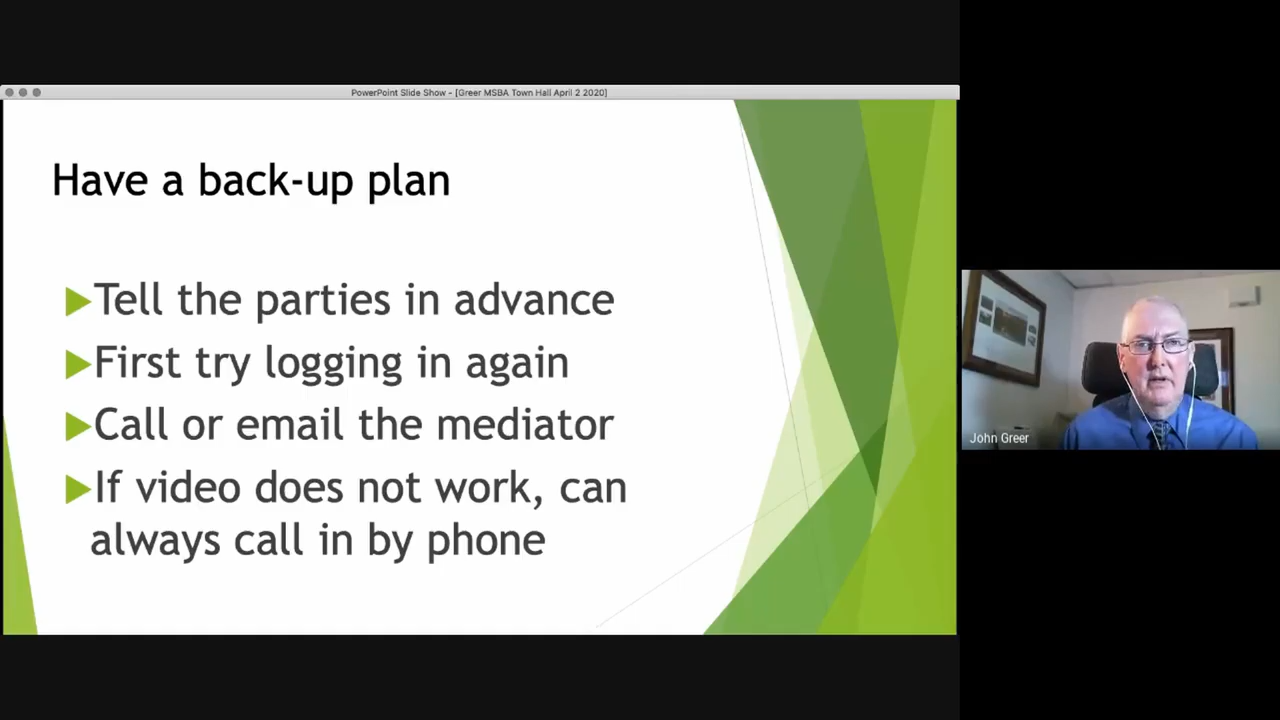 PowerPoint Slide Show - [Greer MSBA Town Hall April 2 2020]
Have a back-up plan
Tell the parties in advance
First try logging in again
Call or email the mediator
If video does not work, can
always call in by phone
John Greer